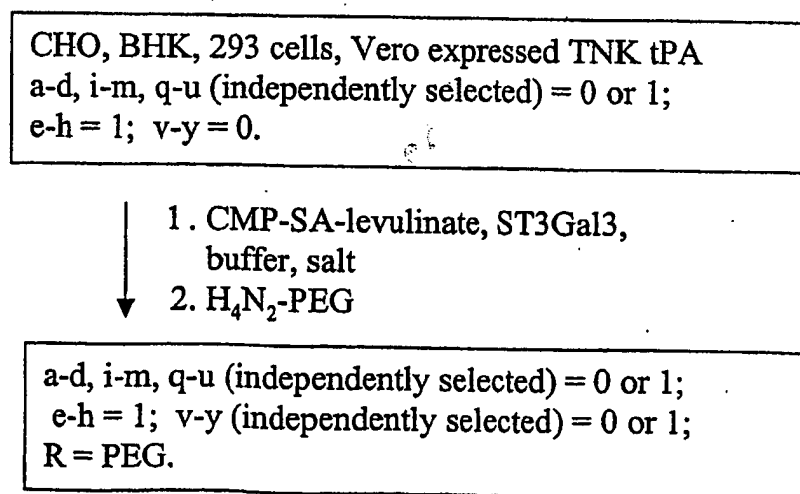 CHO, BHK, 293 cells, Vero expressed TNK tPA
a-d, i-m, q-u (independently selected) = 0 or 1;
e-h = 1; v-y = 0.
1. CMP-SA-levulinate, ST3Gal3,
buffer, salt
2. H₄N₂-PEG
a-d, i-m, q-u (independently selected) = 0 or 1;
e-h = 1; v-y (independently selected) = 0 or 1;
R = PEG.